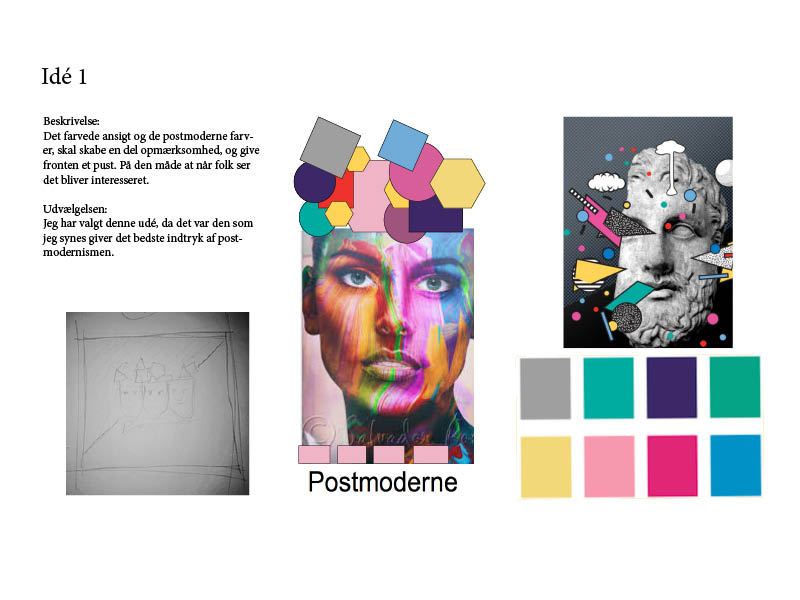 Idé 1
Beskrivelse:
Det farvede ansigt og de postmoderne farv-
er, skal skabe en del opmærksomhed, og give
fronten et pust. På den måde at når folk ser
det bliver interesseret.
Udvælgelsen:
Jeg har valgt denne udé, da det var den som
jeg synes giver det bedste indtryk af post-
modernismen.
© Salvador
Postmoderne